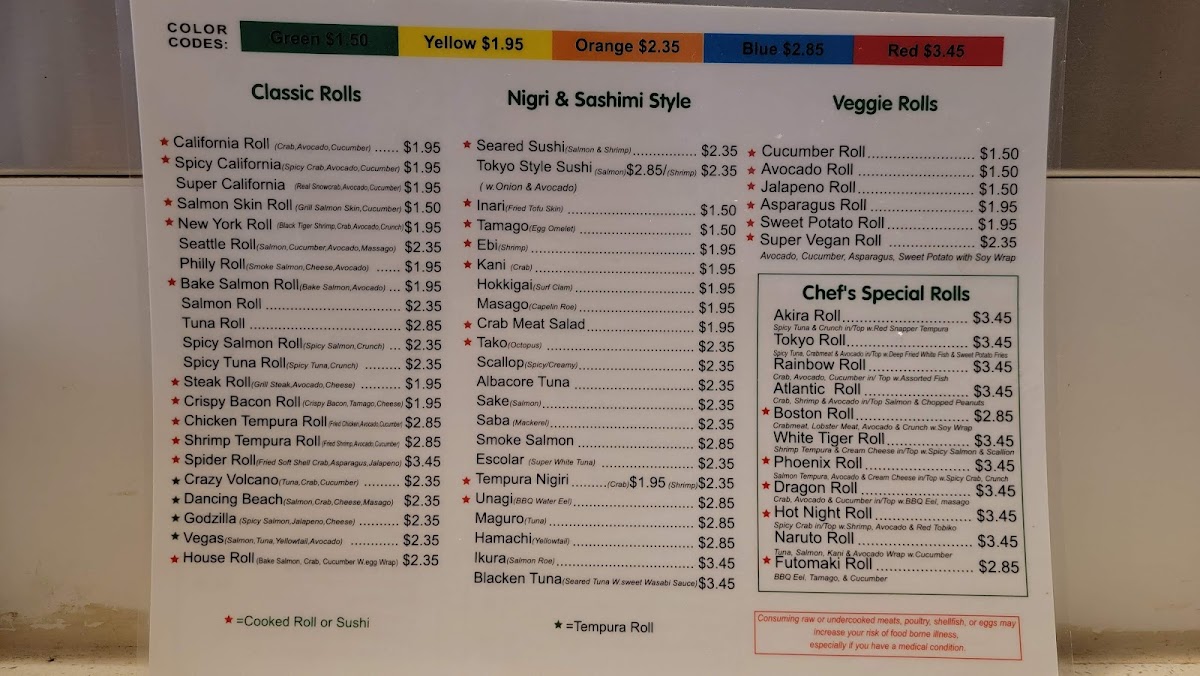 COLOR
CODES:
Green $1.50
Yellow $1.95
Orange $2.35
Blue $2.85
Red $3.45
Classic Rolls
★ California Roll (Crab,Avocado,Cucumber) ...... $1.95
★ Spicy California(Spicy Crab,Avocado,Cucumber) $1.95
Super California (Real Snowcrab,Avocado,Cucumber) $1.95
★ Salmon Skin Roll (Grill Salmon Skin,Cucumber) $1.50
★ New York Roll (Black Tiger Shrimp,Crab,Avocado,Crunch) $1.95
Seattle Roll(Salmon,Cucumber,Avocado,Massago) $2.35
Philly Roll(Smoke Salmon,Cheese,Avocado) ...... $1.95
★ Bake Salmon Roll(Bake Salmon,Avocado) ... $1.95
Salmon Roll ................................ $2.35
Tuna Roll ................................... $2.85
Spicy Salmon Roll(Spicy Salmon,Crunch) ... $2.35
Spicy Tuna Roll(Spicy Tuna,Crunch) ....... $2.35
★ Steak Roll(Grill Steak,Avocado,Cheese) ......... $1.95
★ Crispy Bacon Roll(Crispy Bacon,Tamago,Cheese) $1.95
★ Chicken Tempura Roll(Fried Chicken,Avocado,Cucumber) $2.85
★ Shrimp Tempura Roll(Fried Shrimp,Avocado,Cucumber) $2.85
★ Spider Roll(Fried Soft Shell Crab,Asparagus,Jalapeno) $3.45
★ Crazy Volcano(Tuna,Crab,Cucumber) ........ $2.35
★ Dancing Beach(Salmon,Crab,Cheese,Masago) $2.35
★ Godzilla (Spicy Salmon,Jalapeno,Cheese) ......... $2.35
★ Vegas(Salmon,Tuna,Yellowtail,Avocado) ........... $2.35
★ House Roll(Bake Salmon, Crab, Cucumber W.egg Wrap) $2.35
★=Cooked Roll or Sushi
Nigri & Sashimi Style
★ Seared Sushi(Salmon & Shrimp)................ $2.35
Tokyo Style Sushi (Salmon)$2.85/(Shrimp) $2.35
( w.Onion & Avocado)
★ Inari(Fried Tofu Skin) ............................. $1.50
★ Tamago(Egg Omelet) ............................. $1.50
★ Ebi(Shrimp) ...................................... $1.95
★ Kani (Crab) ...................................... $1.95
Hokkigai(Surf Clam) ............................. $1.95
Masago(Capelin Roe) ............................ $1.95
★ Crab Meat Salad.......................... $1.95
★ Tako(Octopus) ................................... $2.35
Scallop(Spicy/Creamy)........................... $2.35
Albacore Tuna ............................. $2.35
Sake(Salmon)..................................... $2.35
Saba (Mackerel) ................................. $2.35
Smoke Salmon ............................ $2.85
Escolar (Super White Tuna) ..................... $2.35
★ Tempura Nigiri .........(Crab)$1.95 (Shrimp)$2.35
★ Unagi(BBQ Water Eel)........................... $2.85
Maguro(Tuna) ................................... $2.85
Hamachi(Yellowtail) ............................ $2.85
Ikura(Salmon Roe) ............................... $3.45
Blacken Tuna(Seared Tuna W.sweet Wasabi Sauce)$3.45
★=Tempura Roll
Veggie Rolls
★ Cucumber Roll....................... $1.50
★ Avocado Roll ........................ $1.50
★ Jalapeno Roll........................ $1.50
★ Asparagus Roll ..................... $1.95
★ Sweet Potato Roll.................. $1.95
★ Super Vegan Roll .................. $2.35
Avocado, Cucumber, Asparagus, Sweet Potato with Soy Wrap
Chef's Special Rolls
Akira Roll............................ $3.45
Spicy Tuna & Crunch in/Top w.Red Snapper Tempura
Tokyo Roll........................... $3.45
Spicy Tuna, Crabmeat & Avocado in/Top w.Deep Fried White Fish & Sweet Potato Fries
Rainbow Roll....................... $3.45
Crab, Avocado, Cucumber in/ Top w.Assorted Fish
Atlantic Roll ........................ $3.45
Crab, Shrimp & Avocado in/Top Salmon & Chopped Peanuts
★ Boston Roll ......................... $2.85
Crabmeat, Lobster Meat, Avocado & Crunch w.Soy Wrap
White Tiger Roll .................. $3.45
Shrimp Tempura & Cream Cheese in/Top w.Spicy Salmon & Scallion
★ Phoenix Roll ....................... $3.45
Salmon Tempura, Avocado & Cream Cheese in/Top w.Spicy Crab, Crunch
★ Dragon Roll ........................ $3.45
Crab, Avocado & Cucumber in/Top w.BBQ Eel, masago
★ Hot Night Roll ..................... $3.45
Spicy Crab in/Top w.Shrimp, Avocado & Red Tobiko
Naruto Roll ......................... $3.45
Tuna, Salmon, Kani & Avocado Wrap w.Cucumber
★ Futomaki Roll ..................... $2.85
BBQ Eel, Tamago, & Cucumber
Consuming raw or undercooked meats, poultry, shellfish, or eggs may
increase your risk of food borne illness,
especially if you have a medical condition.